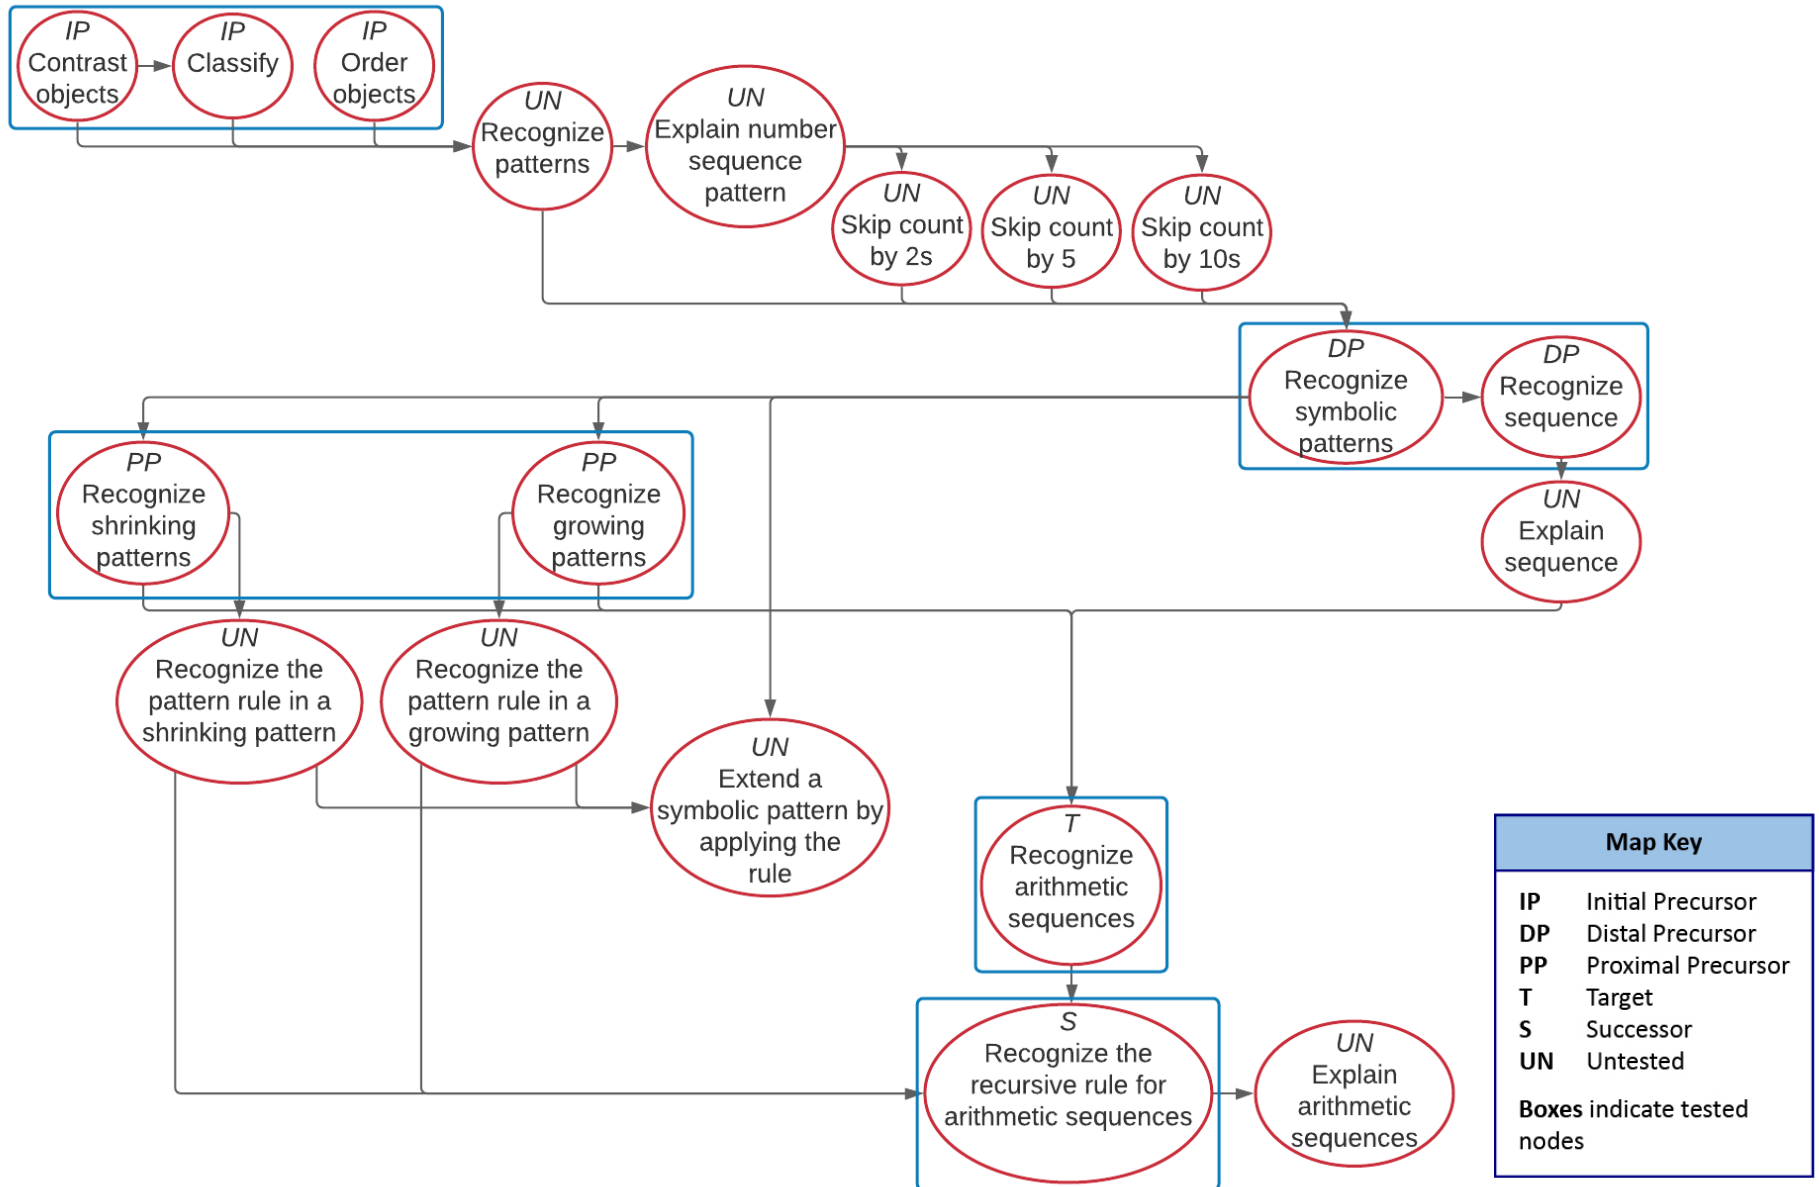 IP
Contrast
objects
IP
Classify
IP
Order
objects
UN
Recognize
patterns
UN
Explain number
sequence
pattern
UN
Skip count
by 2s
UN
Skip count
by 5
UN
Skip count
by 10s
DP
Recognize
symbolic
patterns
DP
Recognize
sequence
UN
Explain
sequence
PP
Recognize
shrinking
patterns
PP
Recognize
growing
patterns
UN
Recognize the
pattern rule in a
shrinking pattern
UN
Recognize the
pattern rule in a
growing pattern
UN
Extend a
symbolic pattern by
applying the
rule
T
Recognize
arithmetic
sequences
S
Recognize the
recursive rule for
arithmetic sequences
UN
Explain
arithmetic
sequences
Map Key
IP Initial Precursor
DP Distal Precursor
PP Proximal Precursor
T Target
S Successor
UN Untested
Boxes indicate tested
nodes